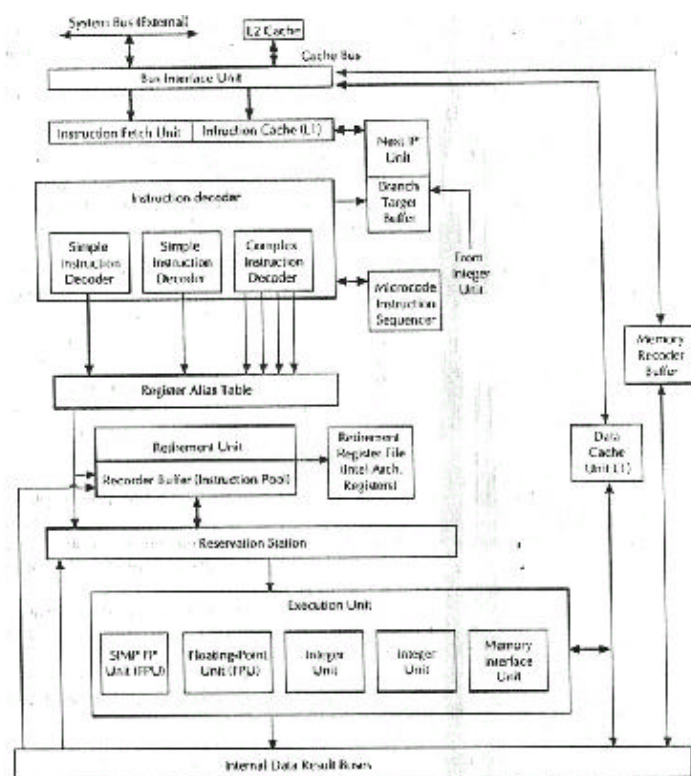 System Bus (External)
L2 Cache
Cache Bus
Bus Interface Unit
Instruction Fetch Unit
Intruction Cache (L1)
Next IP
Unit
Branch
Target
Buffer
Instruction decoder
Simple
Instruction
Decoder
Simple
Instruction
Decoder
Complex
Instruction
Decoder
From
Integer
Unit
Microcode
Instruction
Sequencer
Memory
Recoder
Buffer
Register Alias Table
Retirement Unit
Recorder Buffer (Instruction Pool)
Retirement
Register File
(Intel Arch.
Registers)
Data
Cache
Unit (L1)
Reservation Station
Execution Unit
FP
Unit (FPU)
Floating-Point
Unit (FPU)
Integer
Unit
Integer
Unit
Memory
Interface
Unit
Internal Data Result Buses